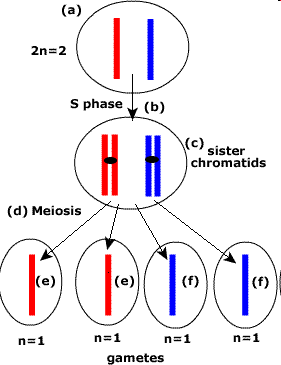 (a)
2n=2
S phase
(b)
(c) sister
chromatids
(d) Meiosis
(e)
(e)
(f)
(f)
n=1
n=1
n=1
n=1
gametes